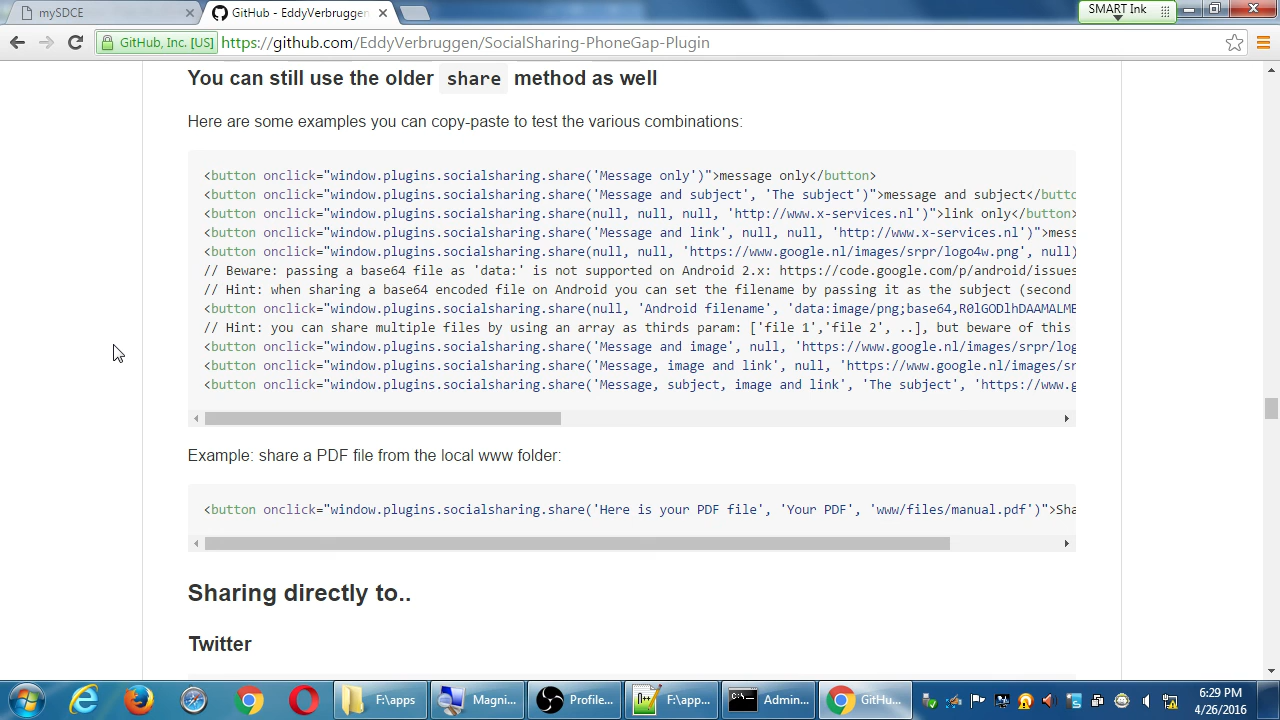 mySDCE
GitHub - EddyVerbruggen
SMART Ink
GitHub, Inc. [US]
https://github.com/EddyVerbruggen/SocialSharing-PhoneGap-Plugin
You can still use the older share method as well
Here are some examples you can copy-paste to test the various combinations:
<button onclick="window.plugins.socialsharing.share('Message only')">message only</button>
<button onclick="window.plugins.socialsharing.share('Message and subject', 'The subject')">message and subject</butto
<button onclick="window.plugins.socialsharing.share(null, null, null, 'http://www.x-services.nl')">link only</button>
<button onclick="window.plugins.socialsharing.share('Message and link', null, null, 'http://www.x-services.nl')">mess
<button onclick="window.plugins.socialsharing.share(null, null, 'https://www.google.nl/images/srpr/logo4w.png', null)
// Beware: passing a base64 file as 'data:' is not supported on Android 2.x: https://code.google.com/p/android/issues
// Hint: when sharing a base64 encoded file on Android you can set the filename by passing it as the subject (second
<button onclick="window.plugins.socialsharing.share(null, 'Android filename', 'data:image/png;base64,R0lGODlhDAAMALMB
// Hint: you can share multiple files by using an array as thirds param: ['file 1','file 2', ..], but beware of this
<button onclick="window.plugins.socialsharing.share('Message and image', null, 'https://www.google.nl/images/srpr/log
<button onclick="window.plugins.socialsharing.share('Message, image and link', null, 'https://www.google.nl/images/sr
<button onclick="window.plugins.socialsharing.share('Message, subject, image and link', 'The subject', 'https://www.g
Example: share a PDF file from the local www folder:
<button onclick="window.plugins.socialsharing.share('Here is your PDF file', 'Your PDF', 'www/files/manual.pdf')">Sha
Sharing directly to..
Twitter
F:\apps
Magni...
Profile...
F:\app...
Admin...
GitHu...
6:29 PM
4/26/2016